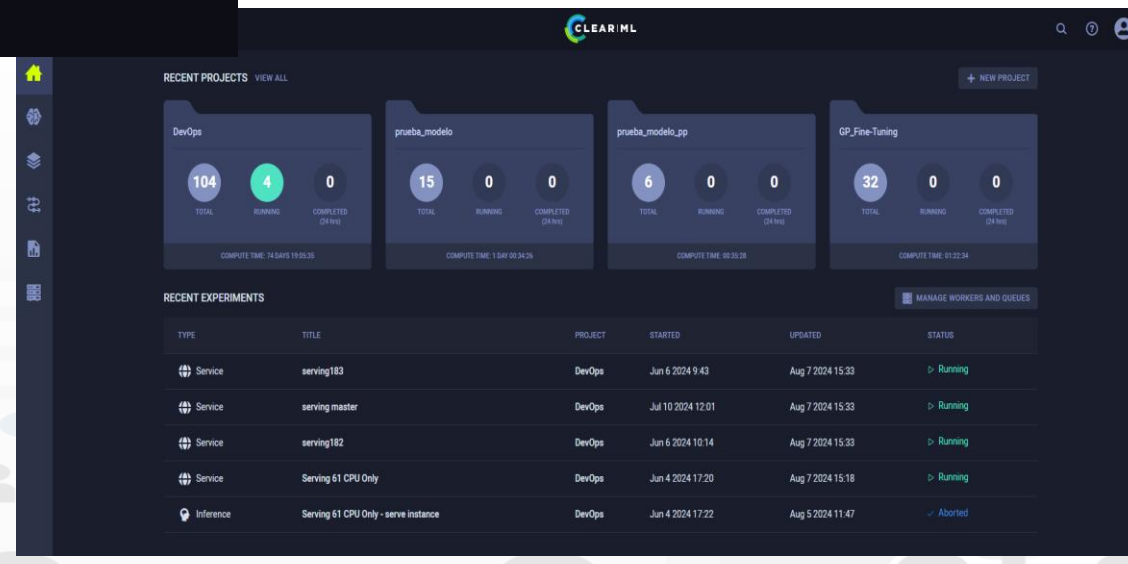 CLEAR|ML
RECENT PROJECTS VIEW ALL
+ NEW PROJECT
DevOps
104 4 0
TOTAL RUNNING COMPLETED (24 hrs)
COMPUTE TIME: 74 DAYS 19:05:35
prueba_modelo
15 0 0
TOTAL RUNNING COMPLETED (24 hrs)
COMPUTE TIME: 1 DAY 00:34:26
prueba_modelo_pp
6 0 0
TOTAL RUNNING COMPLETED (24 hrs)
COMPUTE TIME: 00:35:28
GP_Fine-Tuning
32 0 0
TOTAL RUNNING COMPLETED (24 hrs)
COMPUTE TIME: 01:22:34
RECENT EXPERIMENTS
MANAGE WORKERS AND QUEUES
TYPE TITLE PROJECT STARTED UPDATED STATUS
Service serving183 DevOps Jun 6 2024 9:43 Aug 7 2024 15:33 Running
Service serving master DevOps Jul 10 2024 12:01 Aug 7 2024 15:33 Running
Service serving182 DevOps Jun 6 2024 10:14 Aug 7 2024 15:33 Running
Service Serving 61 CPU Only DevOps Jun 4 2024 17:20 Aug 7 2024 15:18 Running
Inference Serving 61 CPU Only - serve instance DevOps Jun 4 2024 17:22 Aug 5 2024 11:47 Aborted